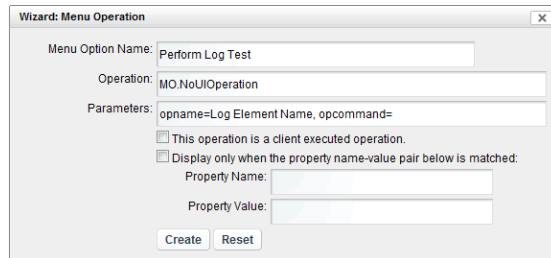 Wizard: Menu Operation
Menu Option Name: Perform Log Test
Operation: MO.NoUIOperation
Parameters: opname=Log Element Name, opcommand=
This operation is a client executed operation.
Display only when the property name-value pair below is matched:
Property Name:
Property Value:
Create Reset